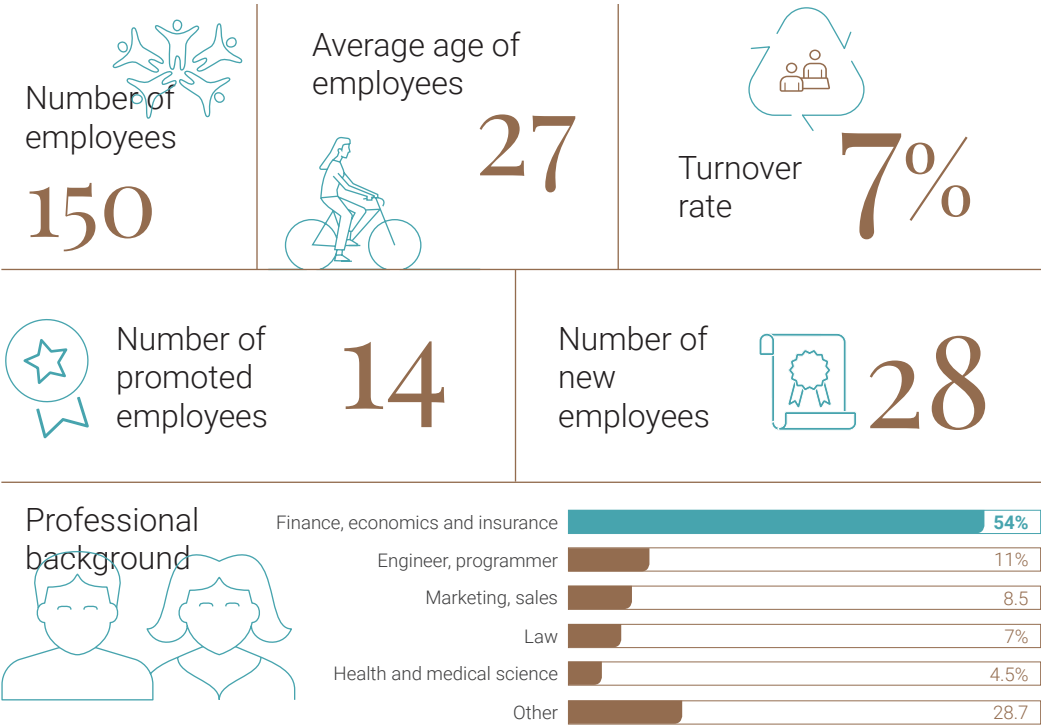 Number of
employees
150
Average age of
employees
27
Turnover
rate
7%
Number of
promoted
employees
14
Number of
new
employees
28
Professional
background
Finance, economics and insurance 54%
Engineer, programmer 11%
Marketing, sales 8.5
Law 7%
Health and medical science 4.5%
Other 28.7